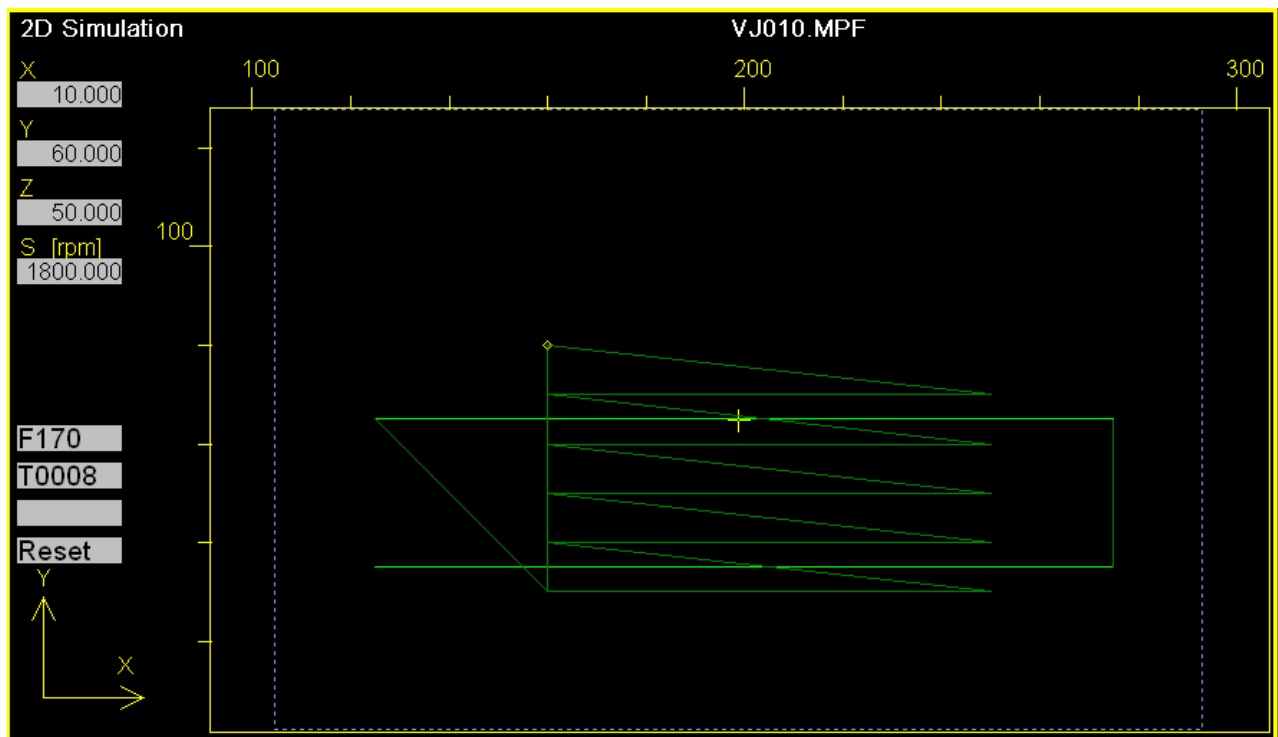 2D Simulation VJ010.MPF
X 100 200 300
10.000
Y
60.000
Z
50.000
100
S [rpm]
1800.000
F170
T0008
Reset
Y
X